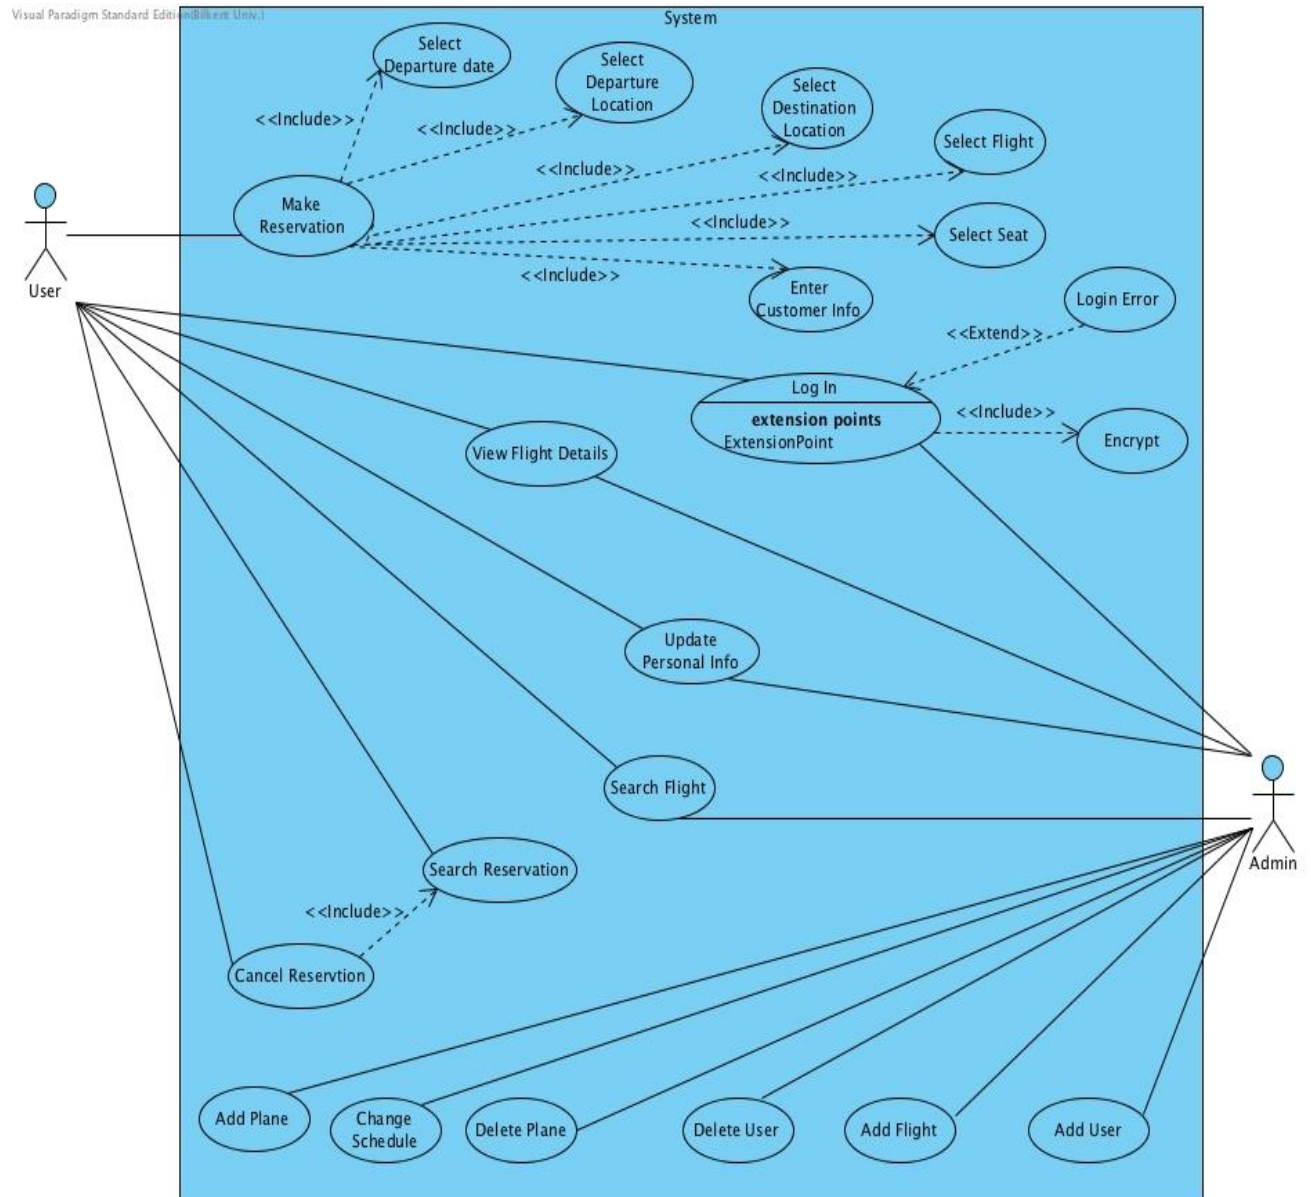 Visual Paradigm Standard Edition(Bilkent Univ.)
System
Select
Departure date
Select
Departure
Location
Select
Destination
Location
Select Flight
<<Include>>
<<Include>>
<<Include>>
<<Include>>
Make
Reservation
<<Include>>
Select Seat
<<Include>>
Enter
Customer Info
User
Login Error
<<Extend>>
Log In
extension points
ExtensionPoint
<<Include>>
Encrypt
View Flight Details
Update
Personal Info
Search Flight
Admin
Search Reservation
<<Include>>
Cancel Reservtion
Add Plane
Change
Schedule
Delete Plane
Delete User
Add Flight
Add User